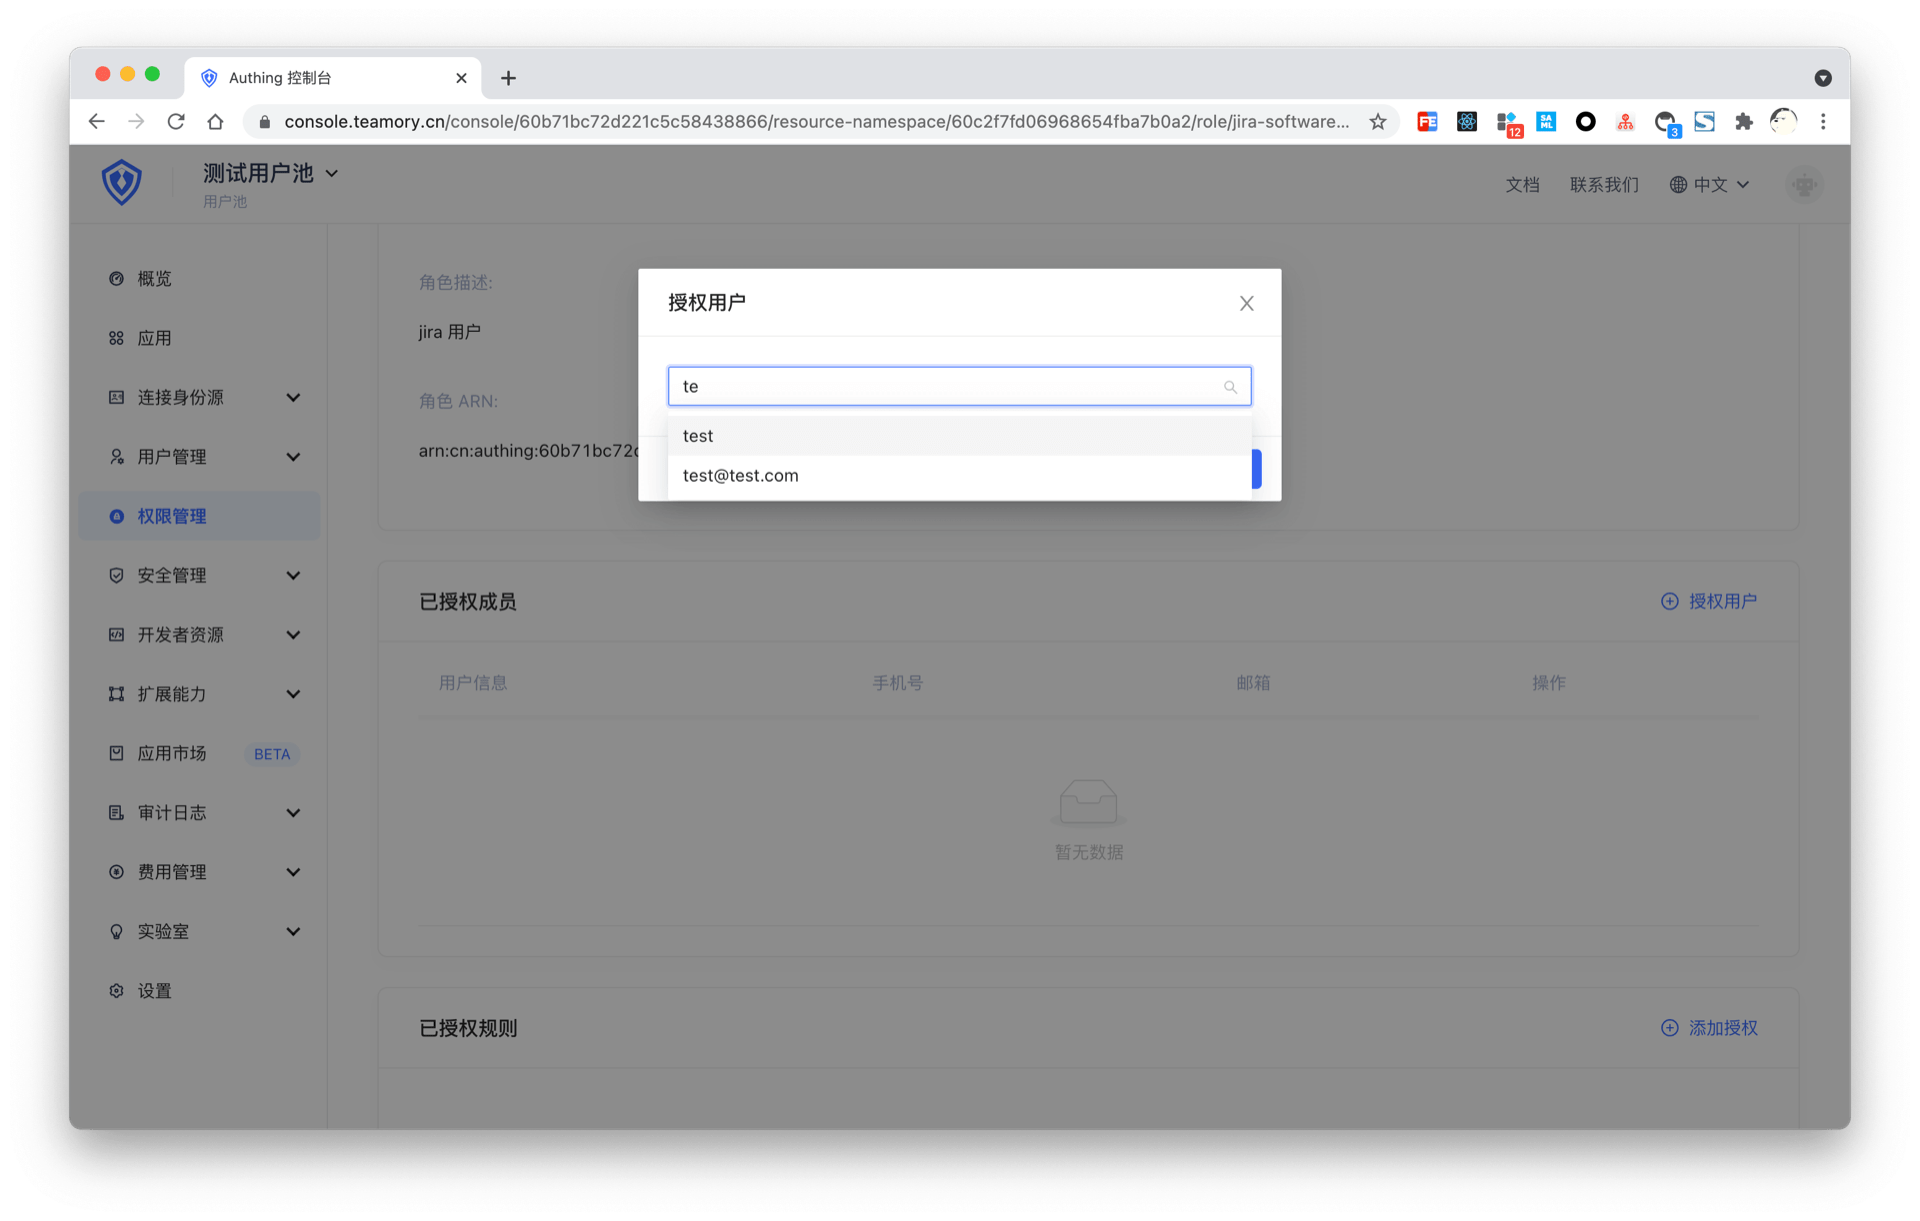 Authing 控制台
console.teamory.cn/console/60b71bc72d221c5c58438866/resource-namespace/60c2f7fd06968654fba7b0a2/role/jira-software...
FE
12
SA
ML
3
测试用户池
用户池
文档
联系我们
中文
概览
应用
连接身份源
用户管理
权限管理
安全管理
开发者资源
扩展能力
应用市场
BETA
审计日志
费用管理
实验室
设置
角色描述:
jira 用户
角色 ARN:
arn:cn:authing:60b71bc72
授权用户
te
test
test@test.com
已授权成员
授权用户
用户信息
手机号
邮箱
操作
暂无数据
已授权规则
添加授权